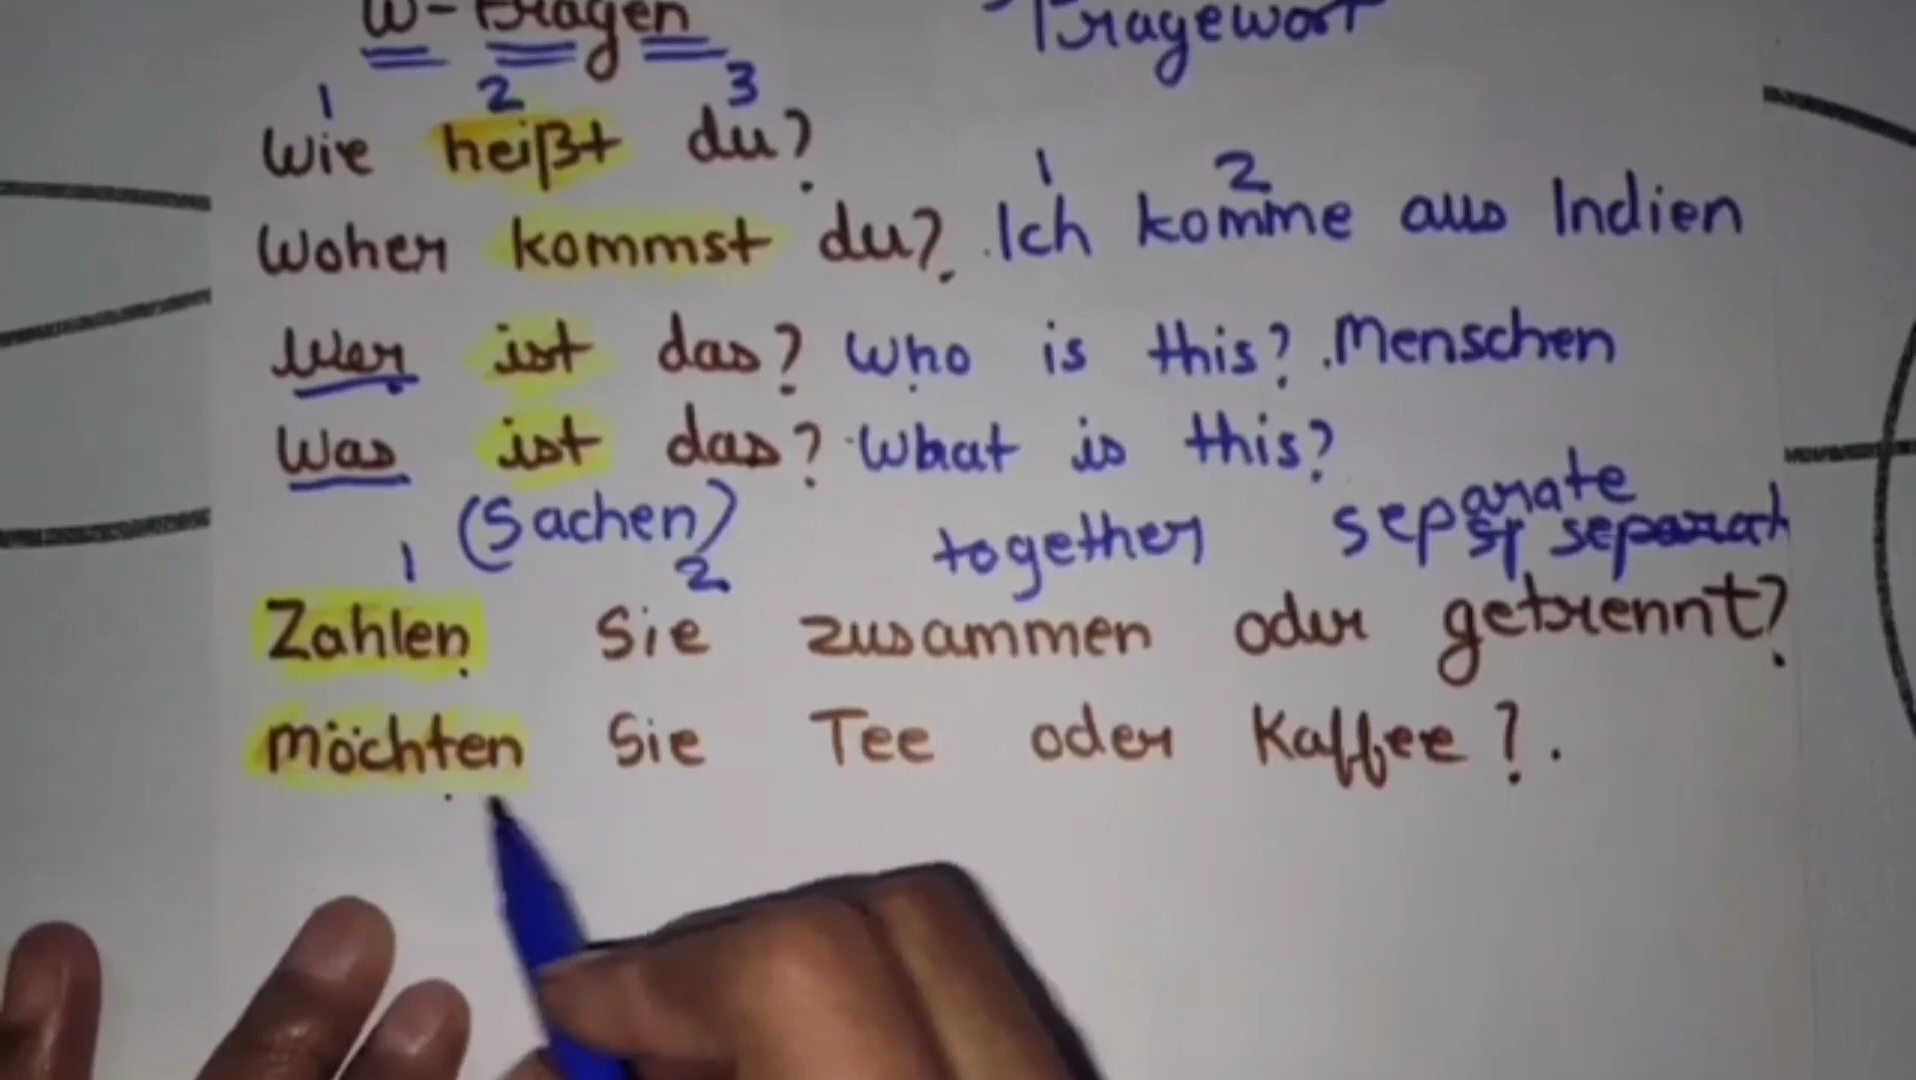 W-Fragen Fragewort
1 2 3
Wie heißt du?
1 2
Woher kommst du? Ich komme aus Indien
Wer ist das? Who is this? Menschen
Was ist das? What is this?
(Sachen) together separate
1 2
Zahlen Sie zusammen oder getrennt?
Möchten Sie Tee oder Kaffee?